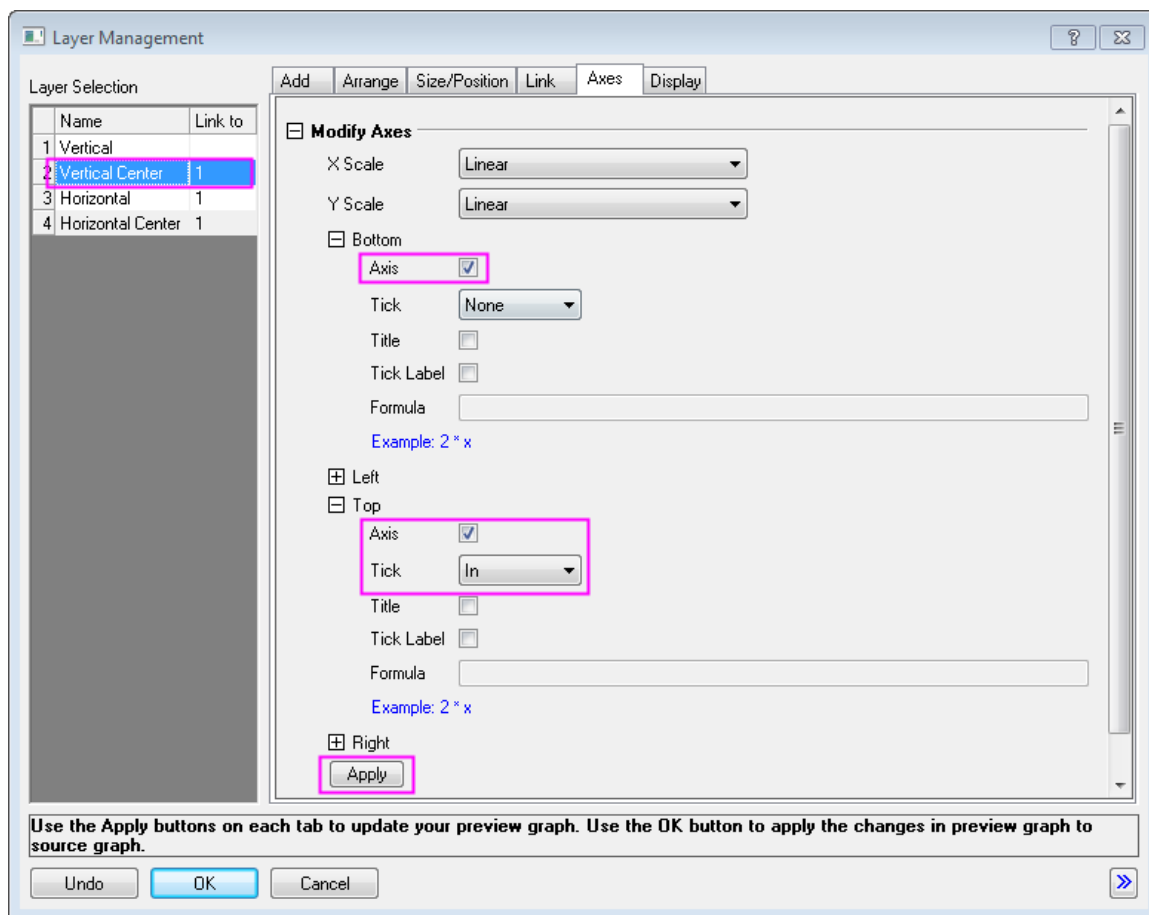 Layer Management
Layer Selection
Add Arrange Size/Position Link Axes Display
Name Link to
1 Vertical
2 Vertical Center 1
3 Horizontal 1
4 Horizontal Center 1
Modify Axes
X Scale Linear
Y Scale Linear
Bottom
Axis
Tick None
Title
Tick Label
Formula
Example: 2 * x
Left
Top
Axis
Tick In
Title
Tick Label
Formula
Example: 2 * x
Right
Apply
Use the Apply buttons on each tab to update your preview graph. Use the OK button to apply the changes in preview graph to
source graph.
Undo OK Cancel